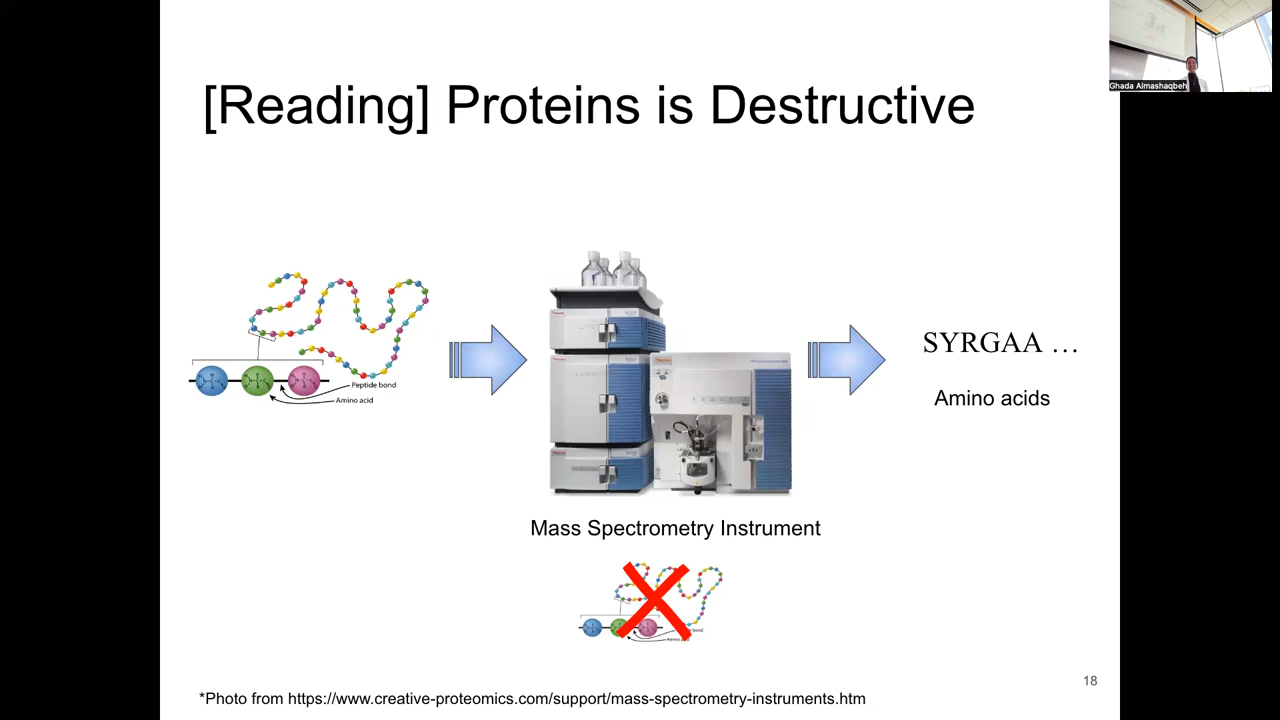 [Reading] Proteins is Destructive
Ghada Almashaqbeh
Peptide bond
Amino acid
SYRGAA …
Amino acids
Mass Spectrometry Instrument
18
*Photo from https://www.creative-proteomics.com/support/mass-spectrometry-instruments.htm